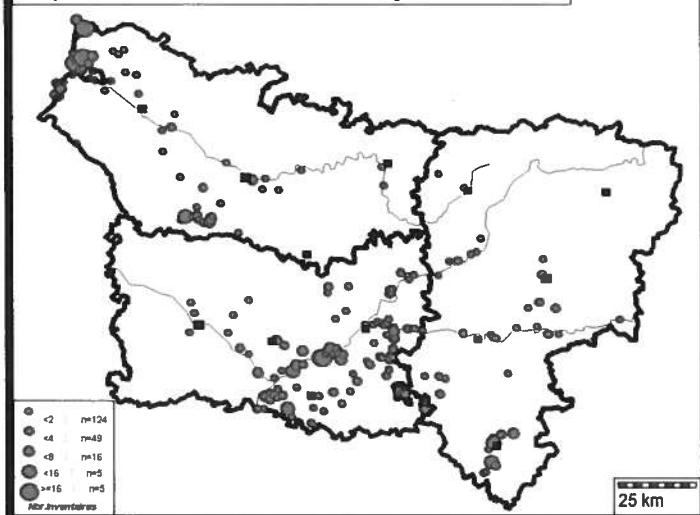 <2 n=124
<4 n=49
<8 n=16
<16 n=5
>=16 n=5
Nbr.Inventaires
25 km